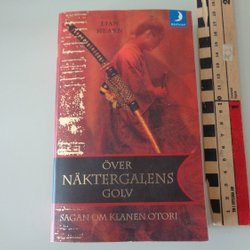 LIAN
HEARN
ÖVER
NÄKTERGALENS
GOLV
SAGAN OM KLANEN OTORI